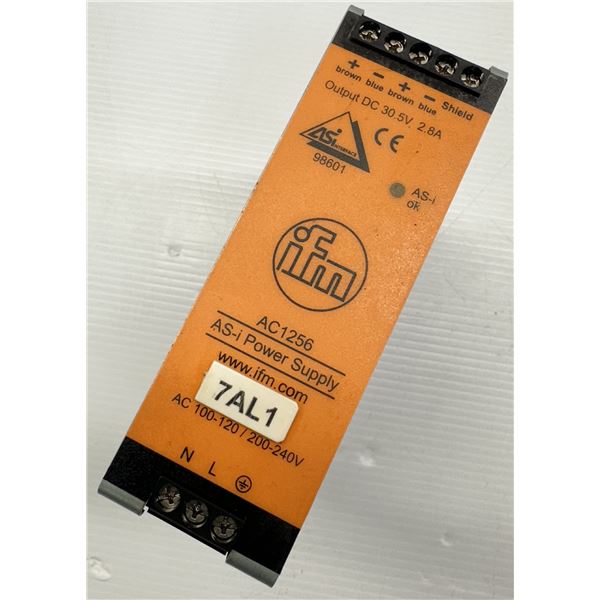 + - + -
brown blue brown blue Shield
Output DC 30.5V 2.8A
ASi
INTERFACE
98601
CE
AS-i
ok
ifm
AC1256
AS-i Power Supply
www.ifm.com
7AL1
AC 100-120 / 200-240V
N L